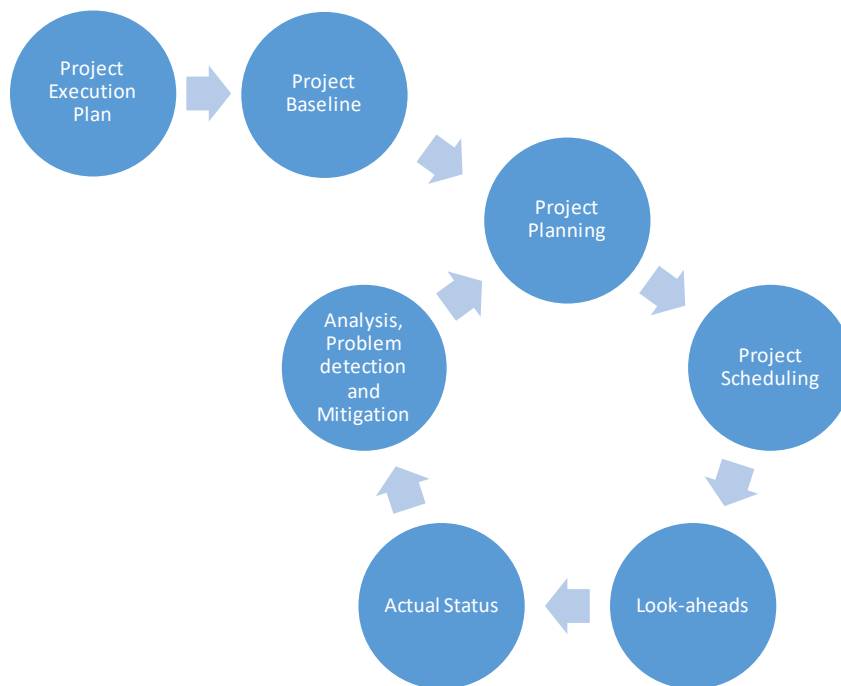 Project
Execution
Plan
Project
Baseline
Project
Planning
Project
Scheduling
Look-aheads
Actual Status
Analysis,
Problem
detection
and
Mitigation